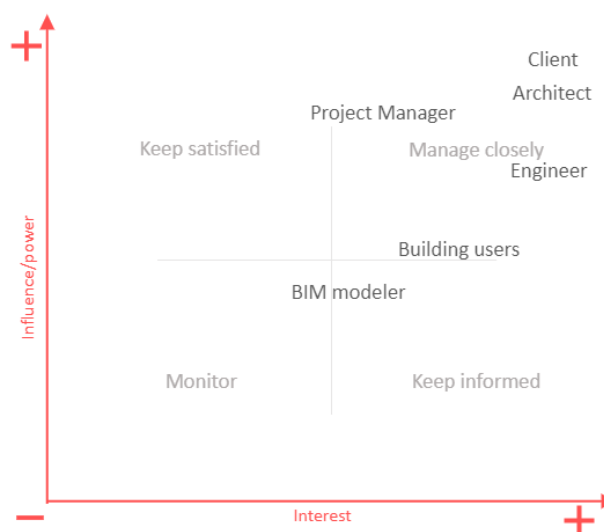 Client
Architect
Project Manager
Keep satisfied
Manage closely
Engineer
Building users
BIM modeler
Monitor
Keep informed
Influence/power
Interest